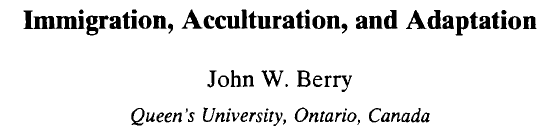 Immigration, Acculturation, and Adaptation
John W. Berry
Queen's University, Ontario, Canada